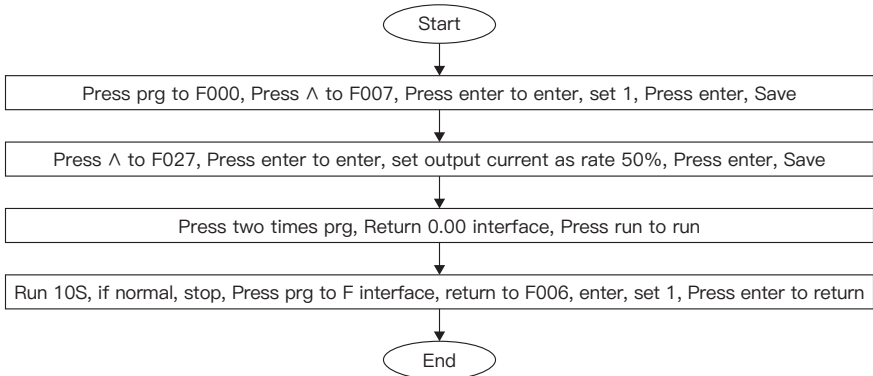 Start
Press prg to F000, Press ∧ to F007, Press enter to enter, set 1, Press enter, Save
Press ∧ to F027, Press enter to enter, set output current as rate 50%, Press enter, Save
Press two times prg, Return 0.00 interface, Press run to run
Run 10S, if normal, stop, Press prg to F interface, return to F006, enter, set 1, Press enter to return
End